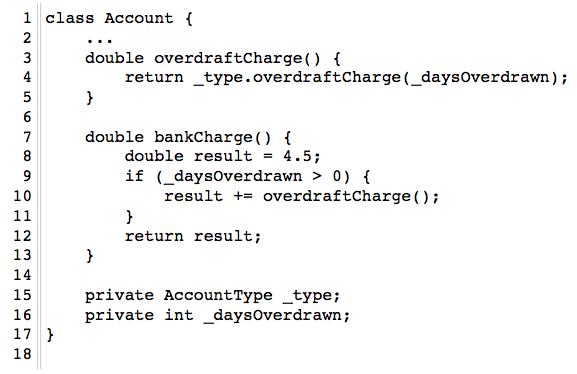 1 class Account {
2     ...
3     double overdraftCharge() {
4         return _type.overdraftCharge(_daysOverdrawn);
5     }
6
7     double bankCharge() {
8         double result = 4.5;
9         if (_daysOverdrawn > 0) {
10             result += overdraftCharge();
11         }
12         return result;
13     }
14
15     private AccountType _type;
16     private int _daysOverdrawn;
17 }
18